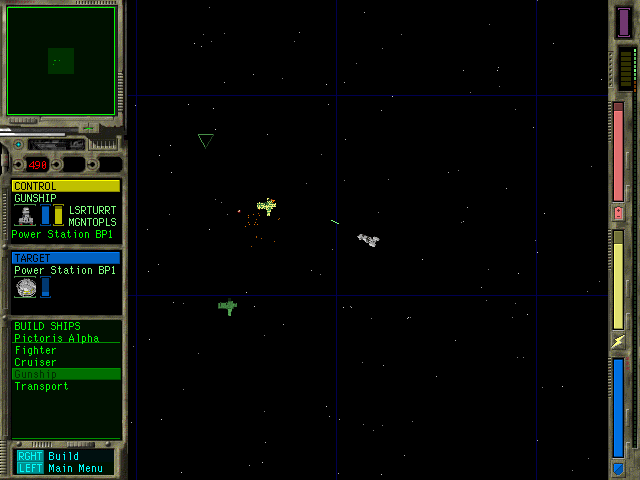 490
CONTROL
GUNSHIP
LSRTURRT
MGNTOPLS
Power Station BP1
TARGET
Power Station BP1
BUILD SHIPS
Pictoris Alpha
Fighter
Cruiser
Gunship
Transport
RGHT Build
LEFT Main Menu